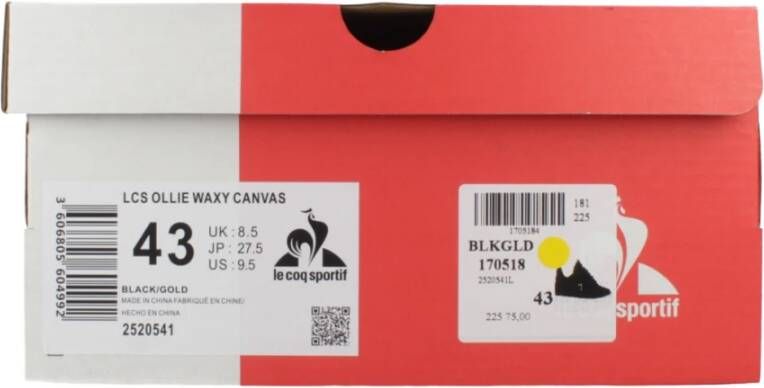 LCS OLLIE WAXY CANVAS
43
UK : 8.5
JP : 27.5
US : 9.5
le coq sportif
BLACK/GOLD
MADE IN CHINA/FABRIQUÉ EN CHINE/
HECHO EN CHINA
2520541
3 606805 604992
181
225
1705184
BLKGLD
170518
2520541L
43
225 75,00
sportif